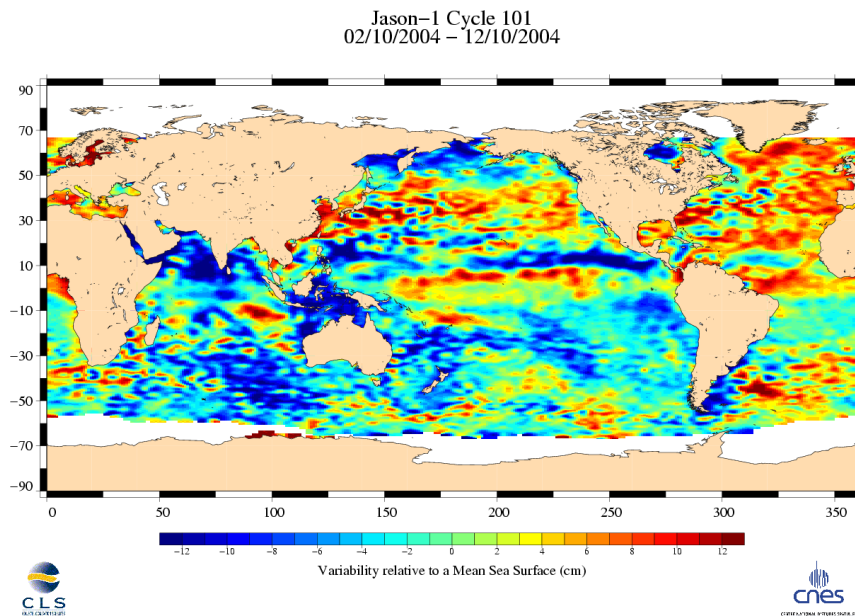 Jason−1 Cycle 101
02/10/2004 − 12/10/2004
90
70
50
30
10
−10
−30
−50
−70
−90
0 50 100 150 200 250 300 350
−12 −10 −8 −6 −4 −2 0 2 4 6 8 10 12
Variability relative to a Mean Sea Surface (cm)
CLS
cnes